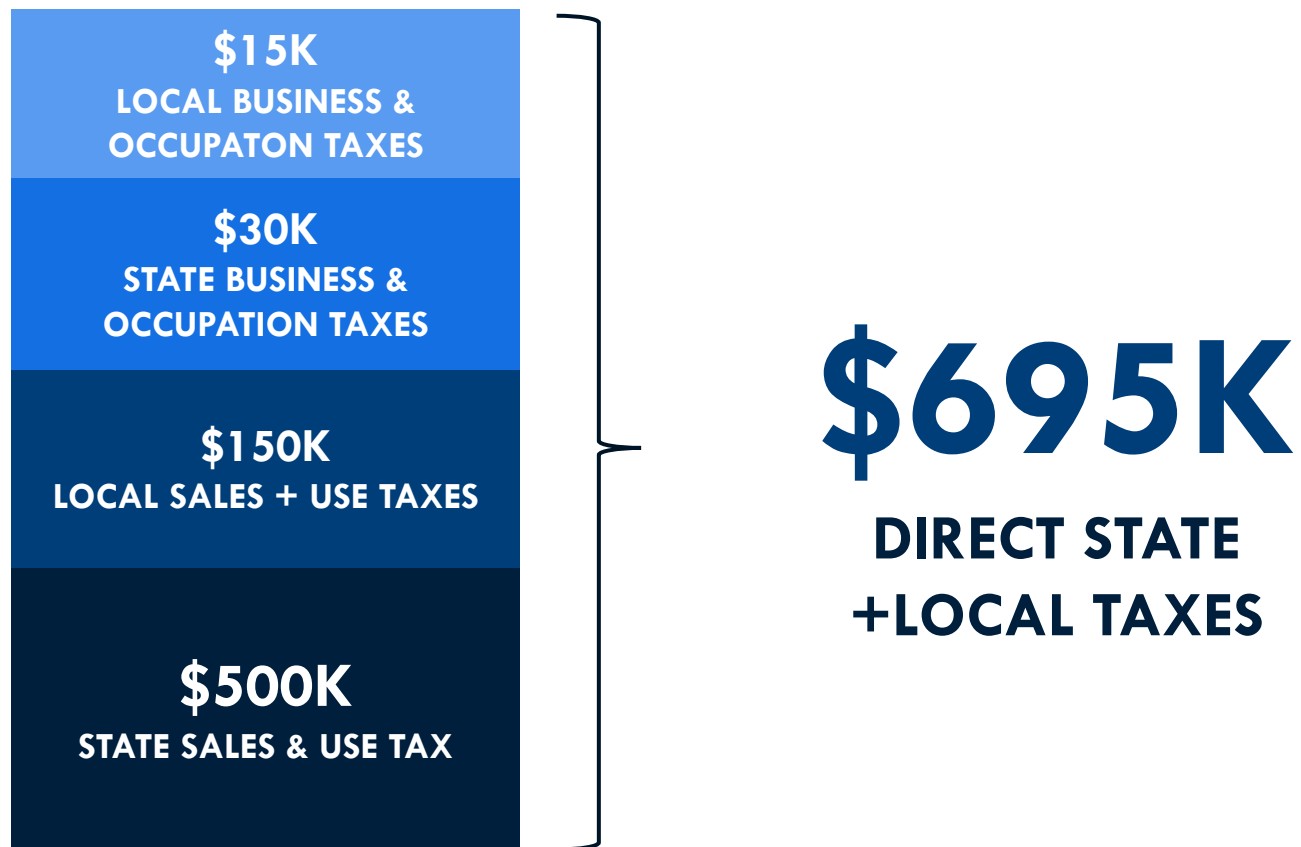 $15K
LOCAL BUSINESS &
OCCUPATON TAXES
$30K
STATE BUSINESS &
OCCUPATION TAXES
$150K
LOCAL SALES + USE TAXES
$500K
STATE SALES & USE TAX
$695K
DIRECT STATE
+LOCAL TAXES